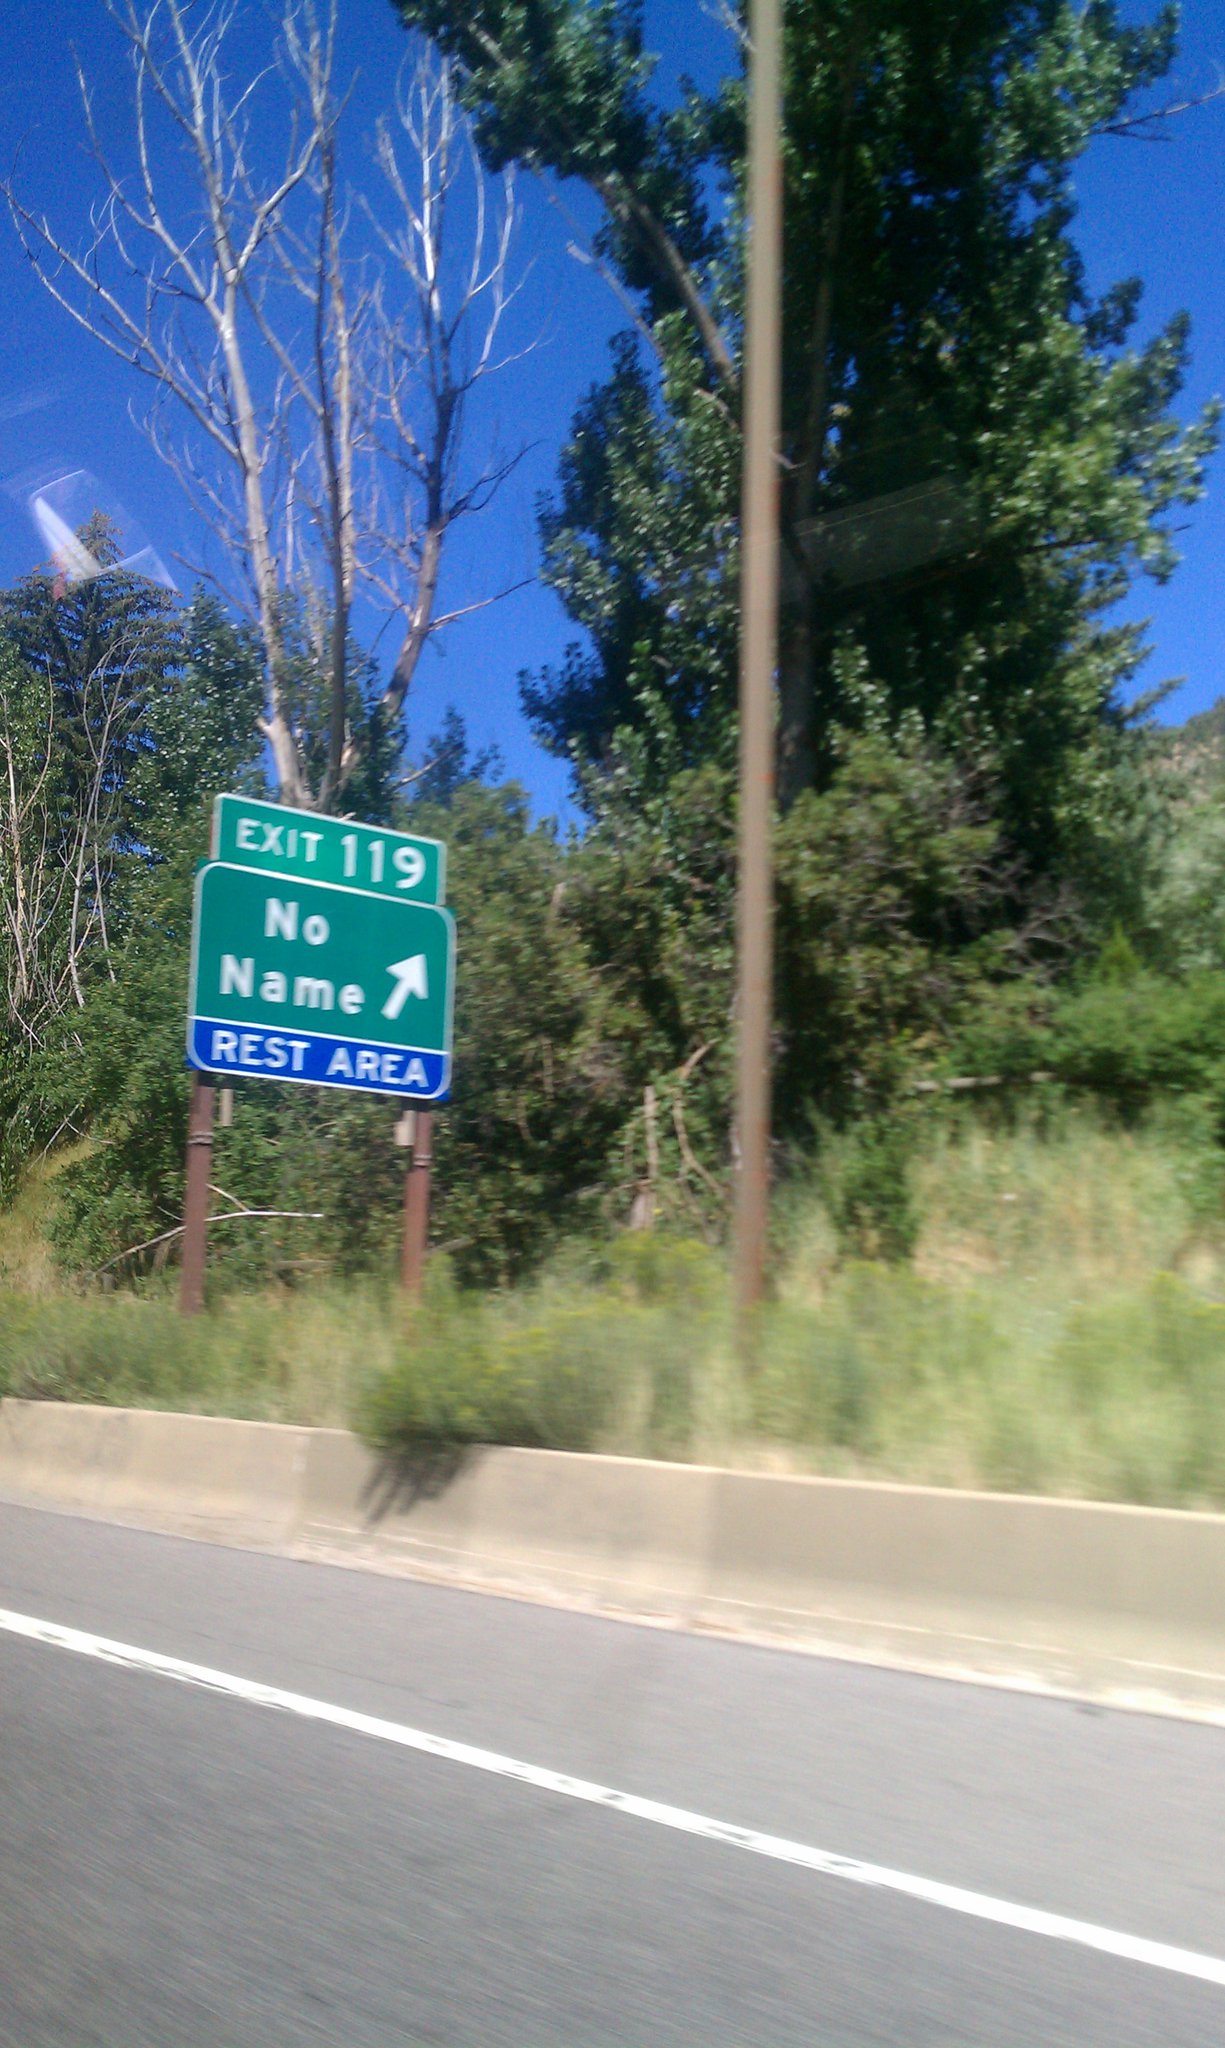 EXIT 119
No
Name
REST AREA